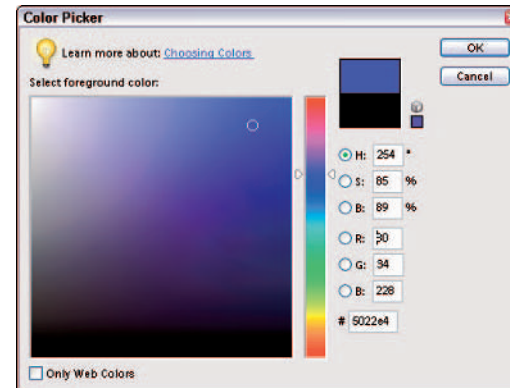 Color Picker
Learn more about: Choosing Colors
OK
Cancel
Select foreground color:
H: 254 °
S: 85 %
B: 89 %
R:
G: 34
B: 228
# 5022e4
Only Web Colors